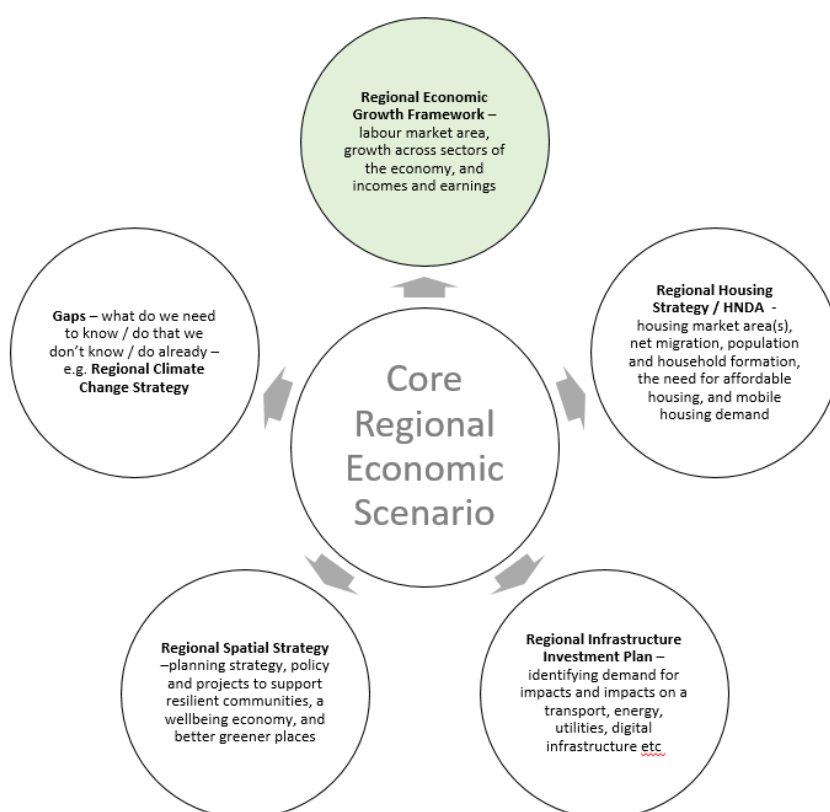 Regional Economic
Growth Framework –
labour market area,
growth across sectors of
the economy, and
incomes and earnings
Gaps – what do we need
to know / do that we
don’t know / do already –
e.g. Regional Climate
Change Strategy
Regional Housing
Strategy / HNDA -
housing market area(s),
net migration, population
and household formation,
the need for affordable
housing, and mobile
housing demand
Core
Regional
Economic
Scenario
Regional Spatial Strategy
–planning strategy, policy
and projects to support
resilient communities, a
wellbeing economy, and
better greener places
Regional Infrastructure
Investment Plan –
identifying demand for
impacts and impacts on a
transport, energy,
utilities, digital
infrastructure etc